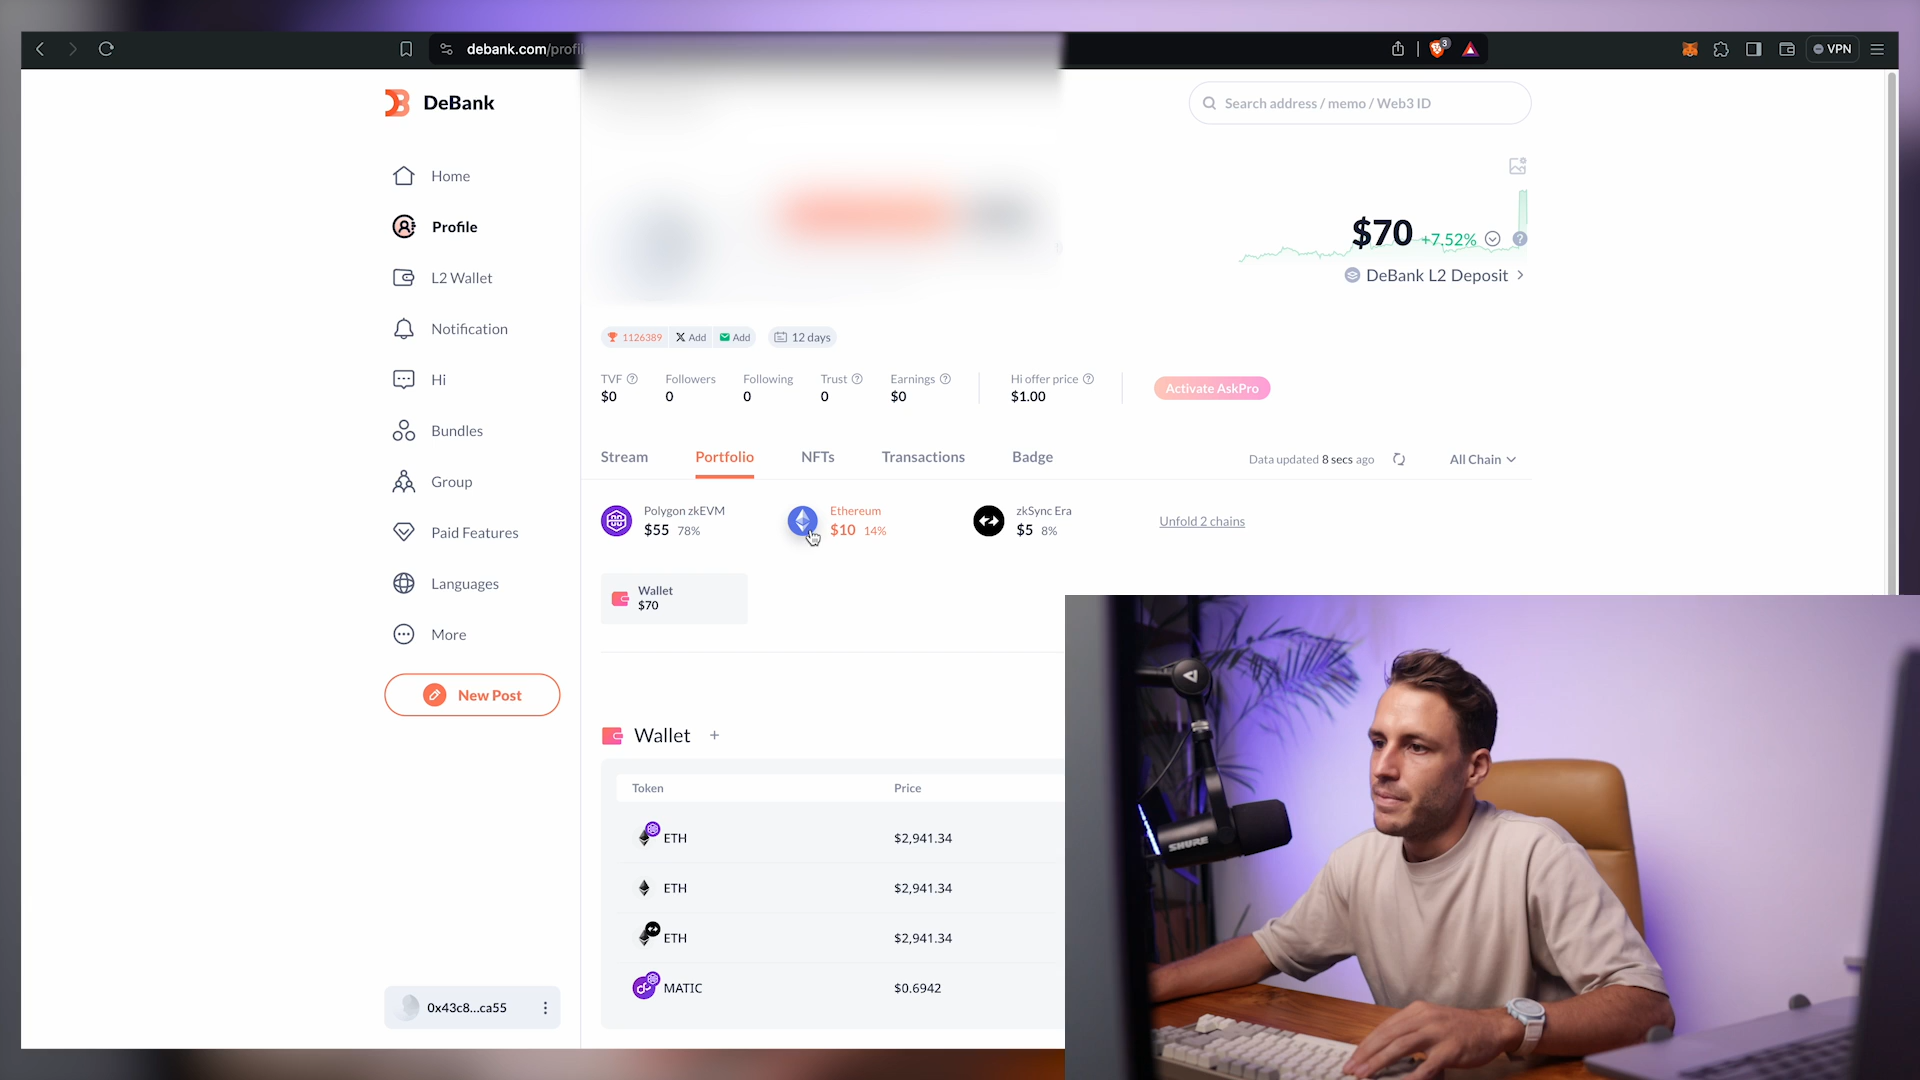 debank.com/profil
3
VPN
DeBank
Search address / memo / Web3 ID
Home
Profile
L2 Wallet
Notification
Hi
Bundles
Group
Paid Features
Languages
More
New Post
0x43c8...ca55
$70 +7.52%
DeBank L2 Deposit
1126389 Add Add 12 days
TVF Followers Following Trust Earnings Hi offer price
$0 0 0 0 $0 $1.00
Activate AskPro
Stream Portfolio NFTs Transactions Badge
Data updated 8 secs ago All Chain
Polygon zkEVM Ethereum zkSync Era
$55 78% $10 14% $5 8%
Unfold 2 chains
Wallet
$70
Wallet +
Token Price
ETH $2,941.34
ETH $2,941.34
ETH $2,941.34
MATIC $0.6942
SHURE